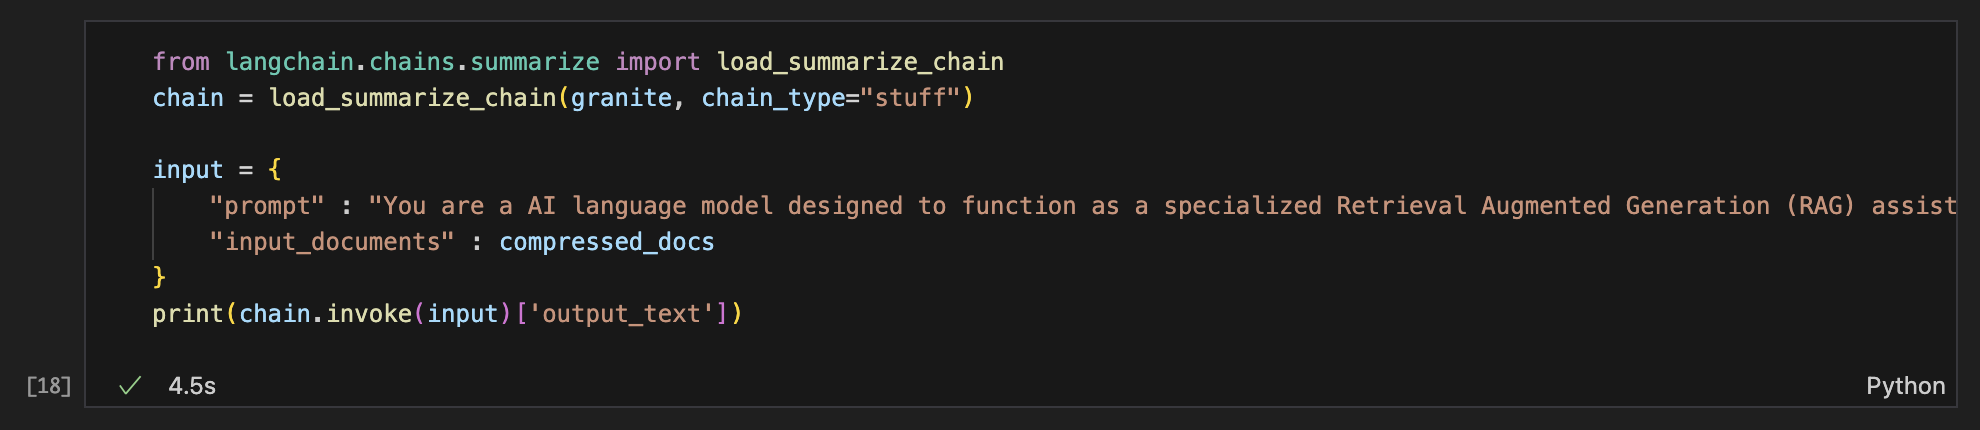 from langchain.chains.summarize import load_summarize_chain
chain = load_summarize_chain(granite, chain_type="stuff")
input = {
"prompt" : "You are a AI language model designed to function as a specialized Retrieval Augmented Generation (RAG) assist
"input_documents" : compressed_docs
}
print(chain.invoke(input)['output_text'])
[18] 4.5s Python